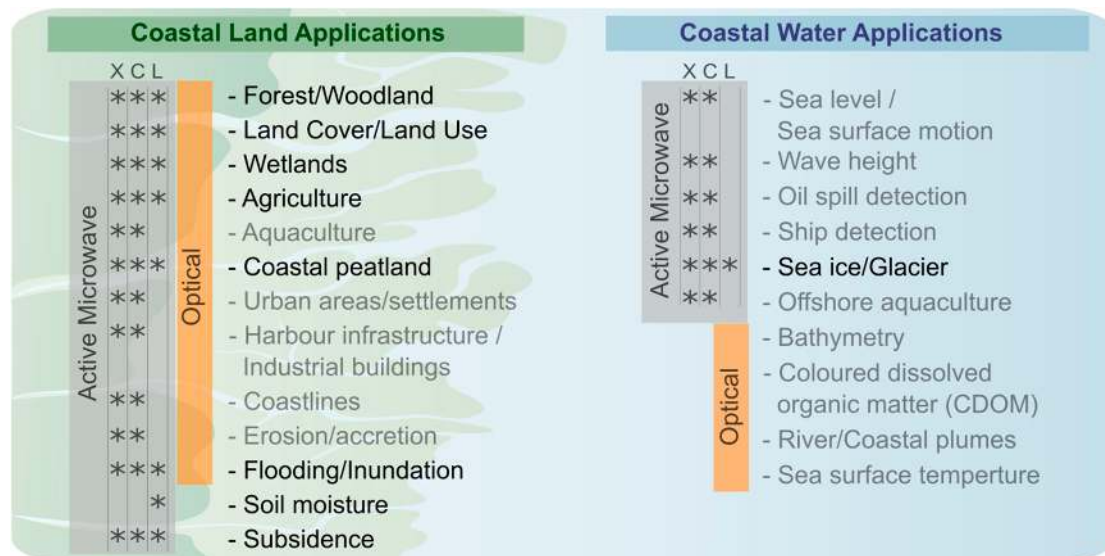 Coastal Land Applications
X C L
Active Microwave
Optical
*** - Forest/Woodland
*** - Land Cover/Land Use
*** - Wetlands
*** - Agriculture
** - Aquaculture
*** - Coastal peatland
** - Urban areas/settlements
** - Harbour infrastructure /
Industrial buildings
** - Coastlines
** - Erosion/accretion
*** - Flooding/Inundation
* - Soil moisture
*** - Subsidence
Coastal Water Applications
X C L
Active Microwave
** - Sea level /
Sea surface motion
** - Wave height
** - Oil spill detection
** - Ship detection
*** - Sea ice/Glacier
** - Offshore aquaculture
Optical
- Bathymetry
- Coloured dissolved
organic matter (CDOM)
- River/Coastal plumes
- Sea surface temperture